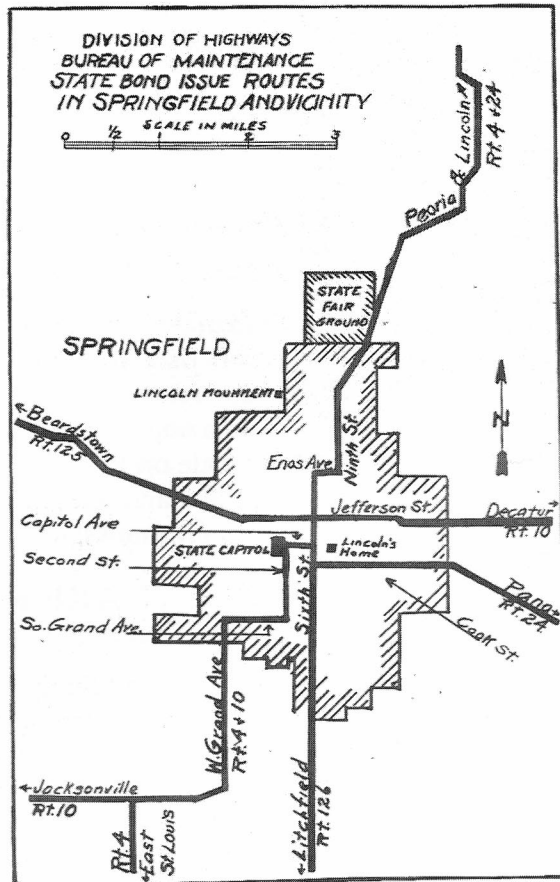 DIVISION OF HIGHWAYS
BUREAU OF MAINTENANCE
STATE BOND ISSUE ROUTES
IN SPRINGFIELD AND VICINITY
SCALE IN MILES
0 1/2 1 2 3
Peoria & Lincoln
Rt. 4 + 24
STATE
FAIR
GROUND
SPRINGFIELD
LINCOLN MOUNMENT
N
Beardstown
Rt. 125
Enos Ave
Ninth St.
Jefferson St.
Decatur
Rt. 10
Capitol Ave
STATE CAPITOL
Lincoln's
Home
Second St.
Sixth St
Pana
Rt. 24
So. Grand Ave.
Cook St.
W. Grand Ave
Rt. 4 + 10
Jacksonville
Rt. 10
Rt. 4
East
St. Louis
Litchfield
Rt. 126